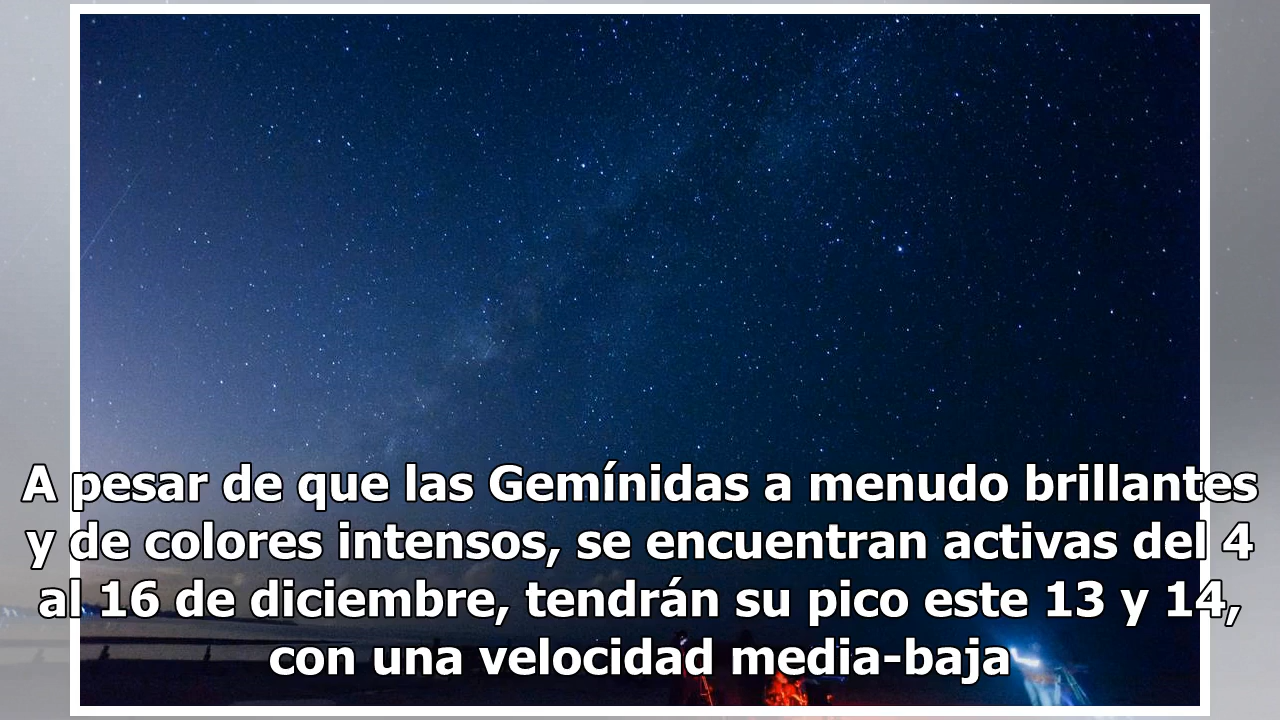 A pesar de que las Gemínidas a menudo brillantes
y de colores intensos, se encuentran activas del 4
al 16 de diciembre, tendrán su pico este 13 y 14,
con una velocidad media-baja